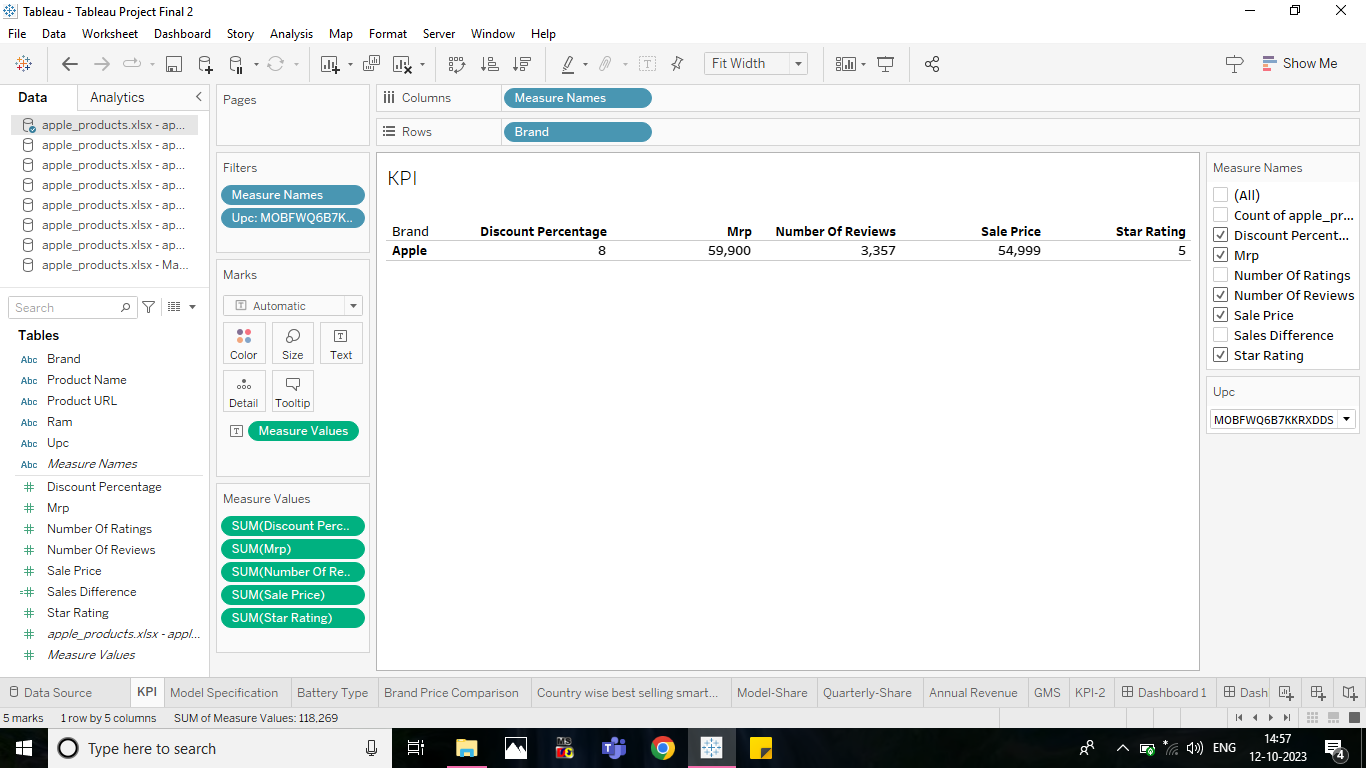 Tableau - Tableau Project Final 2
File Data Worksheet Dashboard Story Analysis Map Format Server Window Help
Fit Width
Show Me
Data Analytics
apple_products.xlsx - ap...
apple_products.xlsx - ap...
apple_products.xlsx - ap...
apple_products.xlsx - ap...
apple_products.xlsx - ap...
apple_products.xlsx - ap...
apple_products.xlsx - ap...
apple_products.xlsx - Ma...
Search
Tables
Abc Brand
Abc Product Name
Abc Product URL
Abc Ram
Abc Upc
Abc Measure Names
# Discount Percentage
# Mrp
# Number Of Ratings
# Number Of Reviews
# Sale Price
=# Sales Difference
# Star Rating
# apple_products.xlsx - appl...
# Measure Values
Pages
Filters
Measure Names
Upc: MOBFWQ6B7K..
Marks
T Automatic
Color Size Text
Detail Tooltip
T Measure Values
Measure Values
SUM(Discount Perc..
SUM(Mrp)
SUM(Number Of Re..
SUM(Sale Price)
SUM(Star Rating)
Columns Measure Names
Rows Brand
KPI
Brand Discount Percentage Mrp Number Of Reviews Sale Price Star Rating
Apple 8 59,900 3,357 54,999 5
Measure Names
(All)
Count of apple_pr...
Discount Percent...
Mrp
Number Of Ratings
Number Of Reviews
Sale Price
Sales Difference
Star Rating
Upc
MOBFWQ6B7KKRXDDS
Data Source KPI Model Specification Battery Type Brand Price Comparison Country wise best selling smart... Model-Share Quarterly-Share Annual Revenue GMS KPI-2 Dashboard 1 Dash
5 marks 1 row by 5 columns SUM of Measure Values: 118,269
Type here to search
ENG
14:57
12-10-2023
4